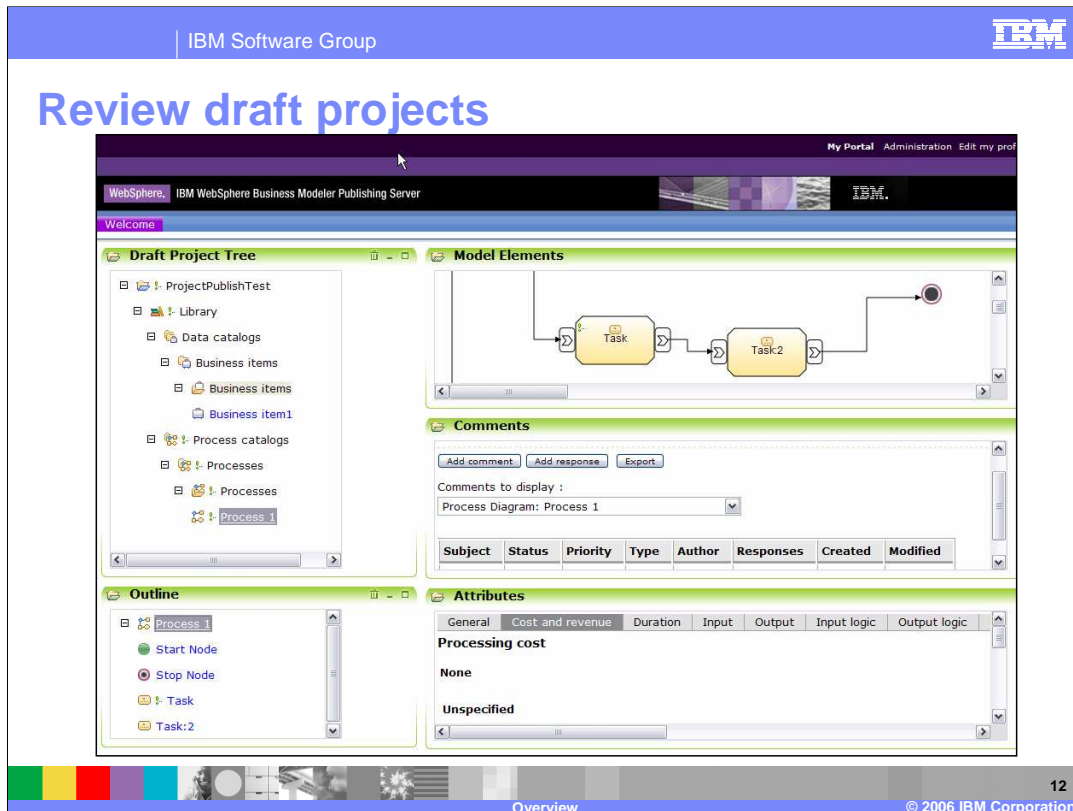 IBM Software Group
IBM
Review draft projects
My Portal Administration Edit my prof
WebSphere. IBM WebSphere Business Modeler Publishing Server
IBM.
Welcome
Draft Project Tree
ProjectPublishTest
Library
Data catalogs
Business items
Business items
Business item1
Process catalogs
Processes
Processes
Process 1
Model Elements
Task
Task:2
Comments
Add comment Add response Export
Comments to display :
Process Diagram: Process 1
Subject Status Priority Type Author Responses Created Modified
Outline
Process 1
Start Node
Stop Node
Task
Task:2
Attributes
General Cost and revenue Duration Input Output Input logic Output logic
Processing cost
None
Unspecified
12
Overview
© 2006 IBM Corporation